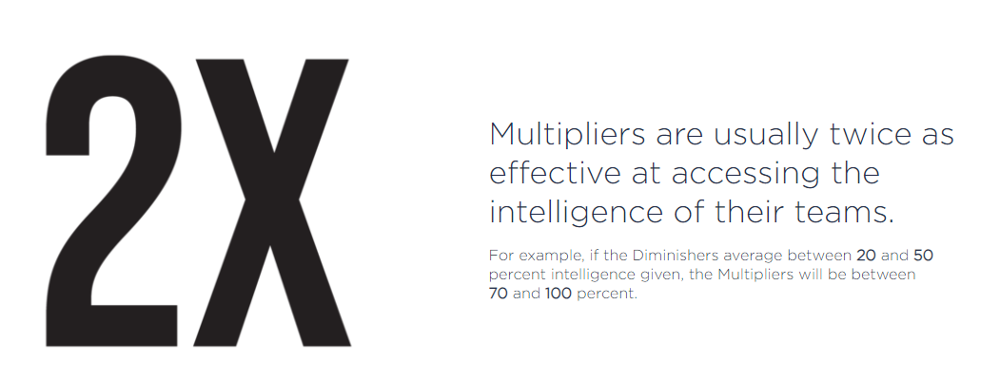 2X
Multipliers are usually twice as
effective at accessing the
intelligence of their teams.
For example, if the Diminishers average between 20 and 50
percent intelligence given, the Multipliers will be between
70 and 100 percent.